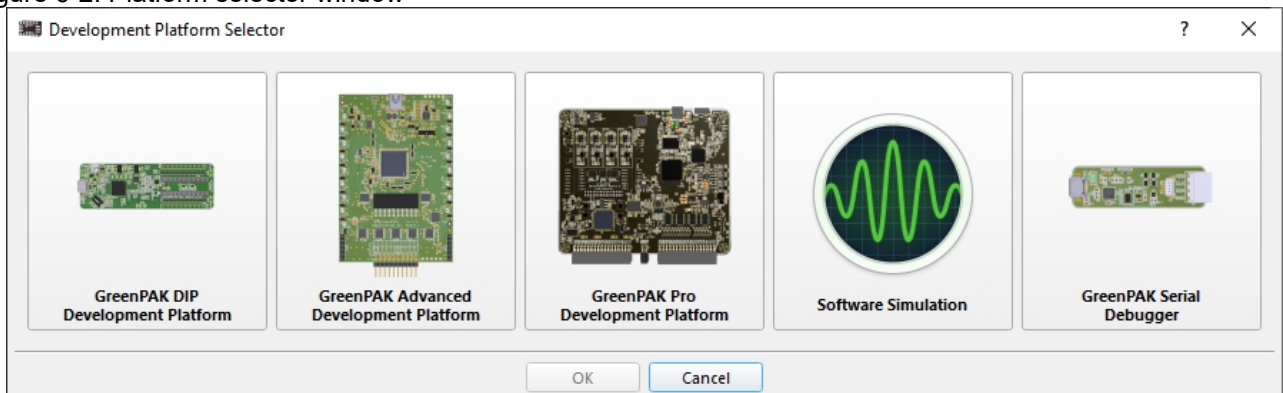 Development Platform Selector
?
GreenPAK DIP
Development Platform
GreenPAK Advanced
Development Platform
GreenPAK Pro
Development Platform
Software Simulation
GreenPAK Serial
Debugger
OK
Cancel